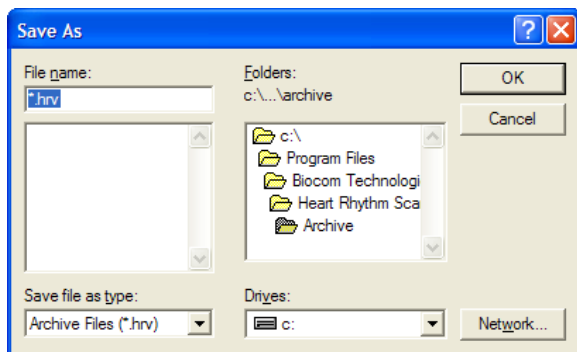 Save As
File name:
*.hrv
Folders:
c:\...\archive
c:\
Program Files
Biocom Technologi
Heart Rhythm Sca
Archive
OK
Cancel
Save file as type:
Archive Files (*.hrv)
Drives:
c:
Network...